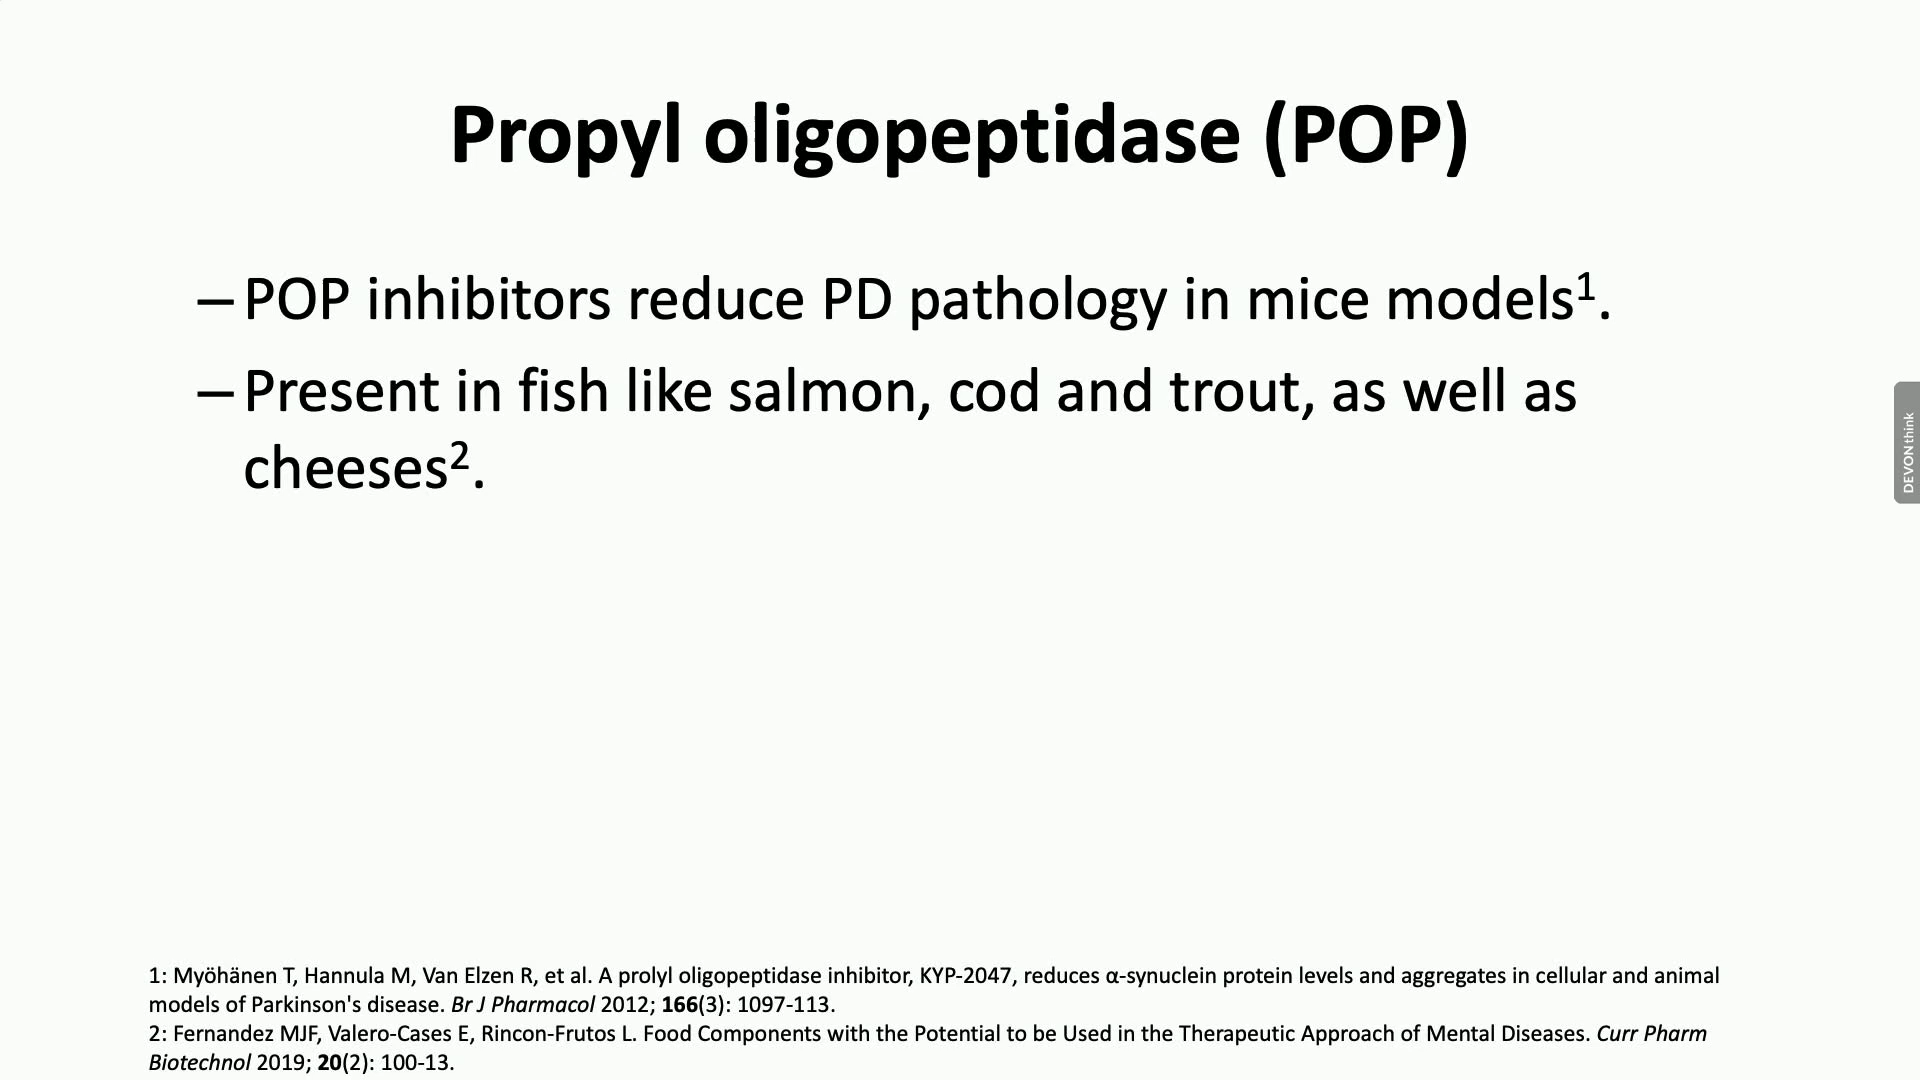 Propyl oligopeptidase (POP)
– POP inhibitors reduce PD pathology in mice models¹.
– Present in fish like salmon, cod and trout, as well as
cheeses².
DEVONthink
1: Myöhänen T, Hannula M, Van Elzen R, et al. A prolyl oligopeptidase inhibitor, KYP-2047, reduces α-synuclein protein levels and aggregates in cellular and animal
models of Parkinson's disease. Br J Pharmacol 2012; 166(3): 1097-113.
2: Fernandez MJF, Valero-Cases E, Rincon-Frutos L. Food Components with the Potential to be Used in the Therapeutic Approach of Mental Diseases. Curr Pharm
Biotechnol 2019; 20(2): 100-13.